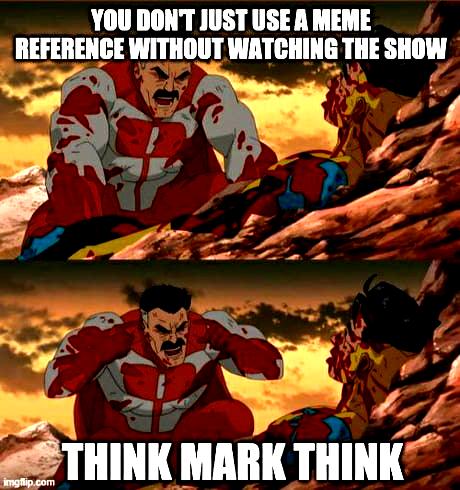 YOU DON'T JUST USE A MEME
REFERENCE WITHOUT WATCHING THE SHOW
THINK MARK THINK
imgflip.com